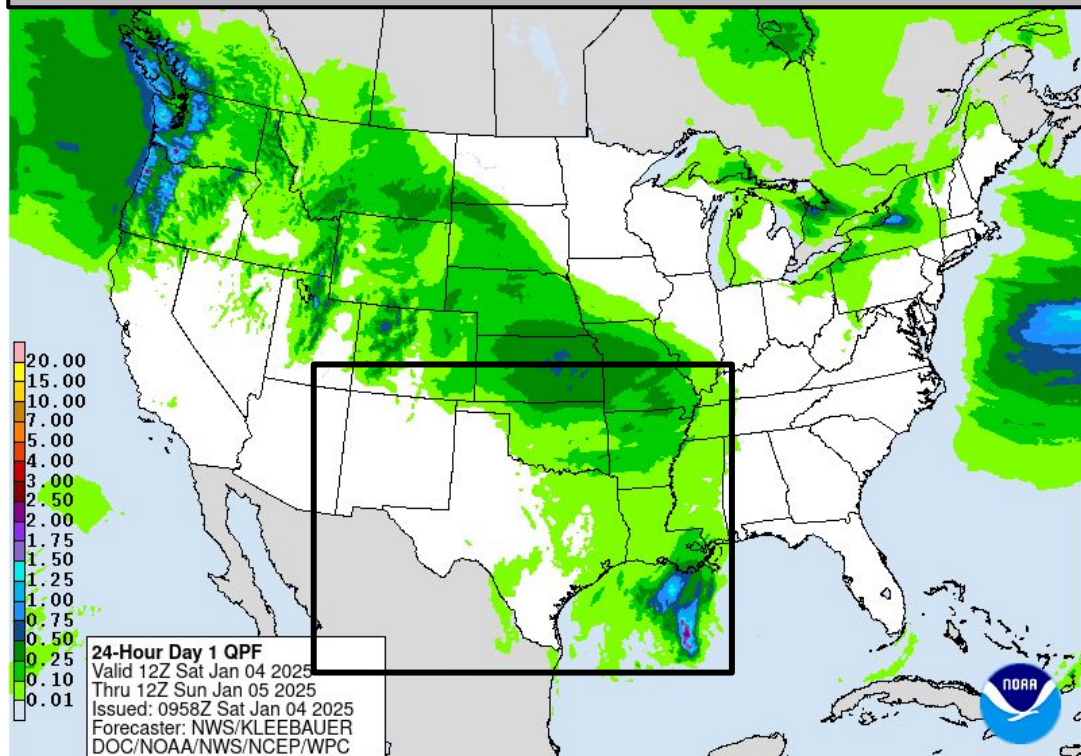 20.00
15.00
10.00
7.00
5.00
4.00
3.00
2.50
2.00
1.75
1.50
1.25
1.00
0.75
0.50
0.25
0.10
0.01
24-Hour Day 1 QPF
Valid 12Z Sat Jan 04 2025
Thru 12Z Sun Jan 05 2025
Issued: 0958Z Sat Jan 04 2025
Forecaster: NWS/KLEEBAUER
DOC/NOAA/NWS/NCEP/WPC
NOAA